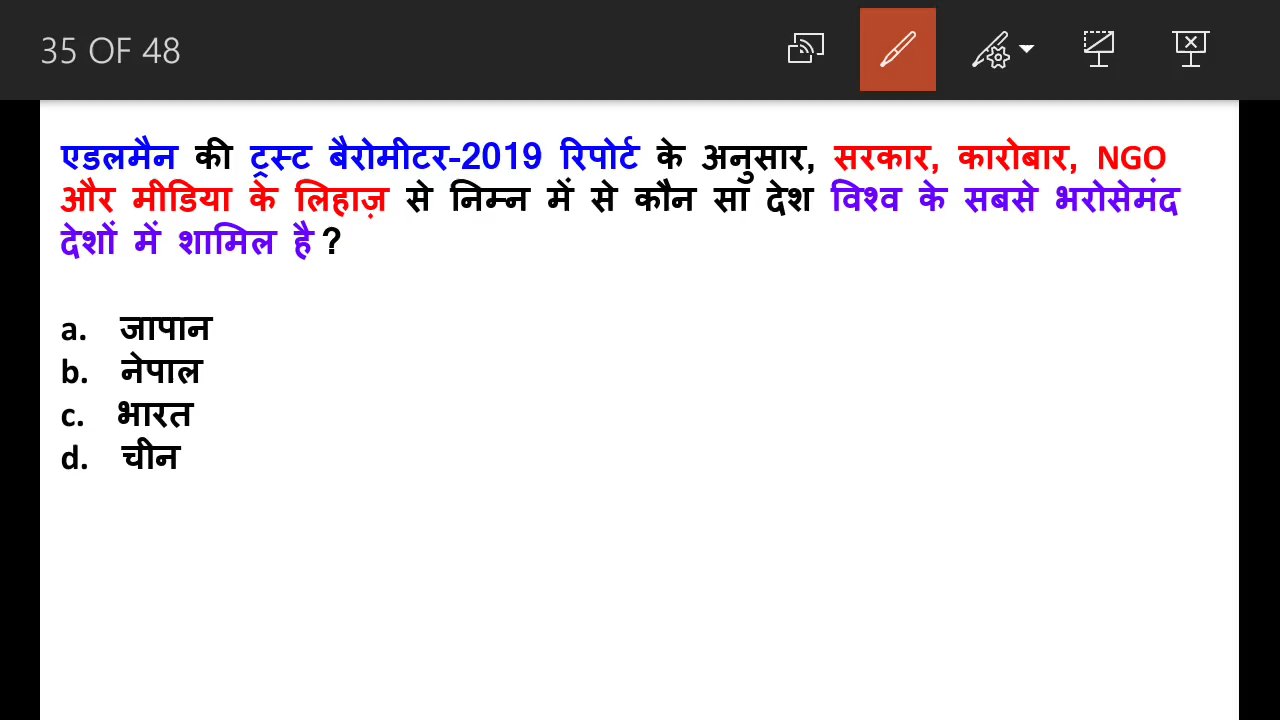 35 OF 48
एडलमैन की ट्रस्ट बैरोमीटर-2019 रिपोर्ट के अनुसार, सरकार, कारोबार, NGO
और मीडिया के लिहाज़ से निम्न में से कौन सा देश विश्व के सबसे भरोसेमंद
देशों में शामिल है ?
a. जापान
b. नेपाल
c. भारत
d. चीन